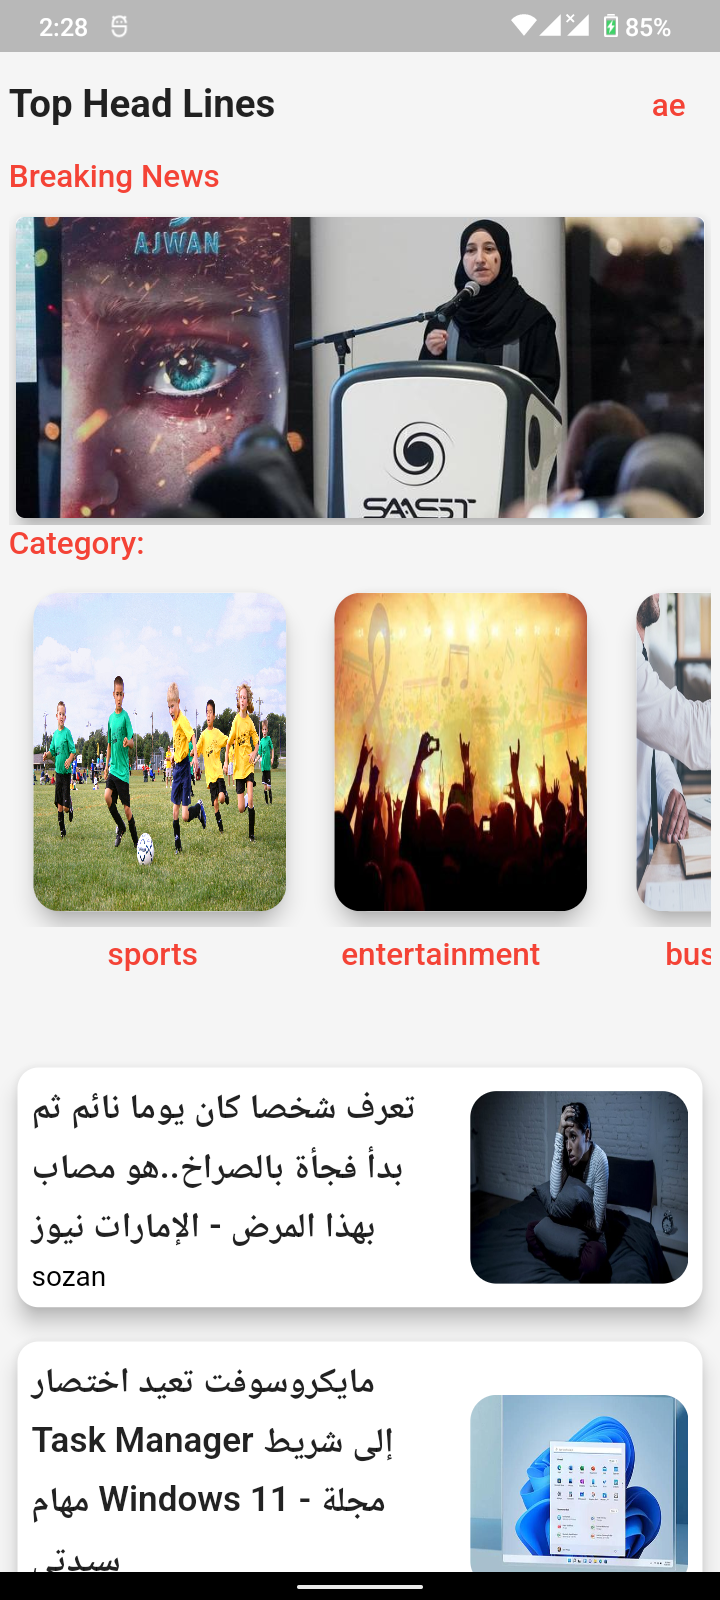 2:28
85%
Top Head Lines
ae
Breaking News
AJWAN
SAASST
Category:
sports
entertainment
bus
تعرف شخصا كان يوما نائم ثم
بدأ فجأة بالصراخ..هو مصاب
بهذا المرض - الإمارات نيوز
sozan
مايكروسوفت تعيد اختصار
Task Manager إلى شريط
مهام Windows 11 - مجلة
سيدتي